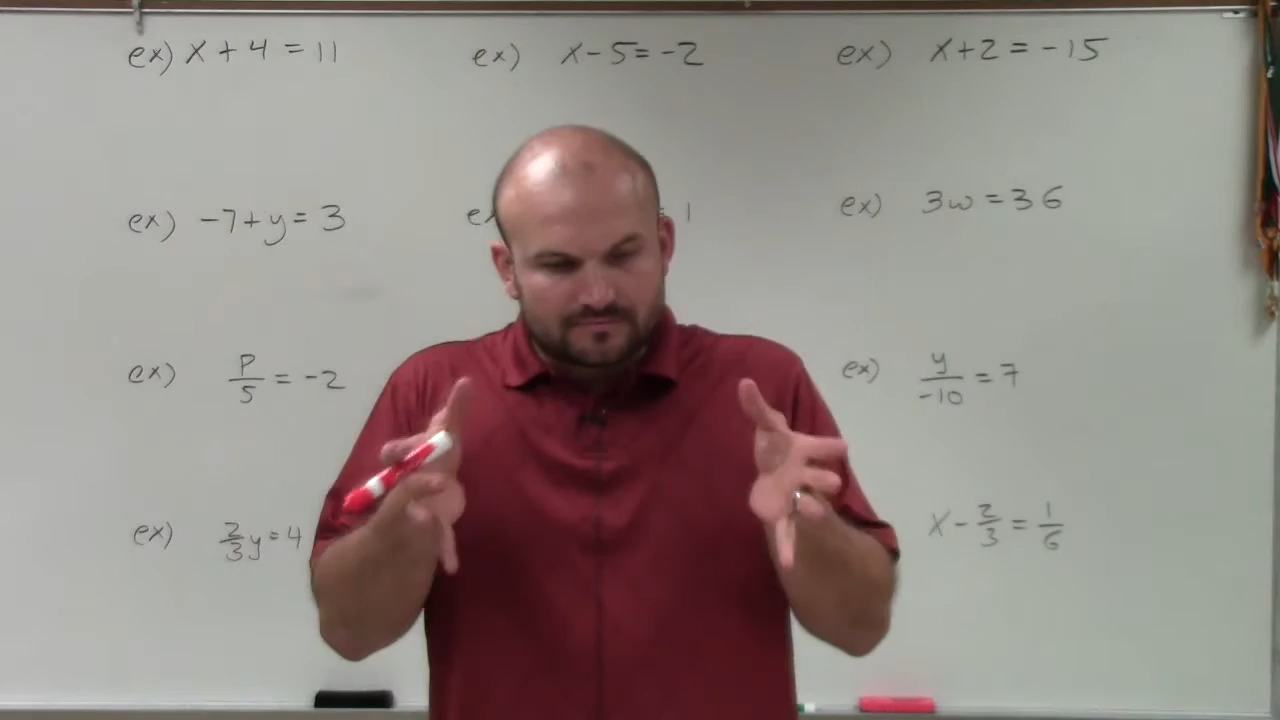 ex) x + 4 = 11
ex) x - 5 = -2
ex) x + 2 = -15
ex) -7 + y = 3
= 1
ex) 3w = 36
ex) p/5 = -2
ex) y/-10 = 7
ex) 2/3 y = 4
x - 2/3 = 1/6